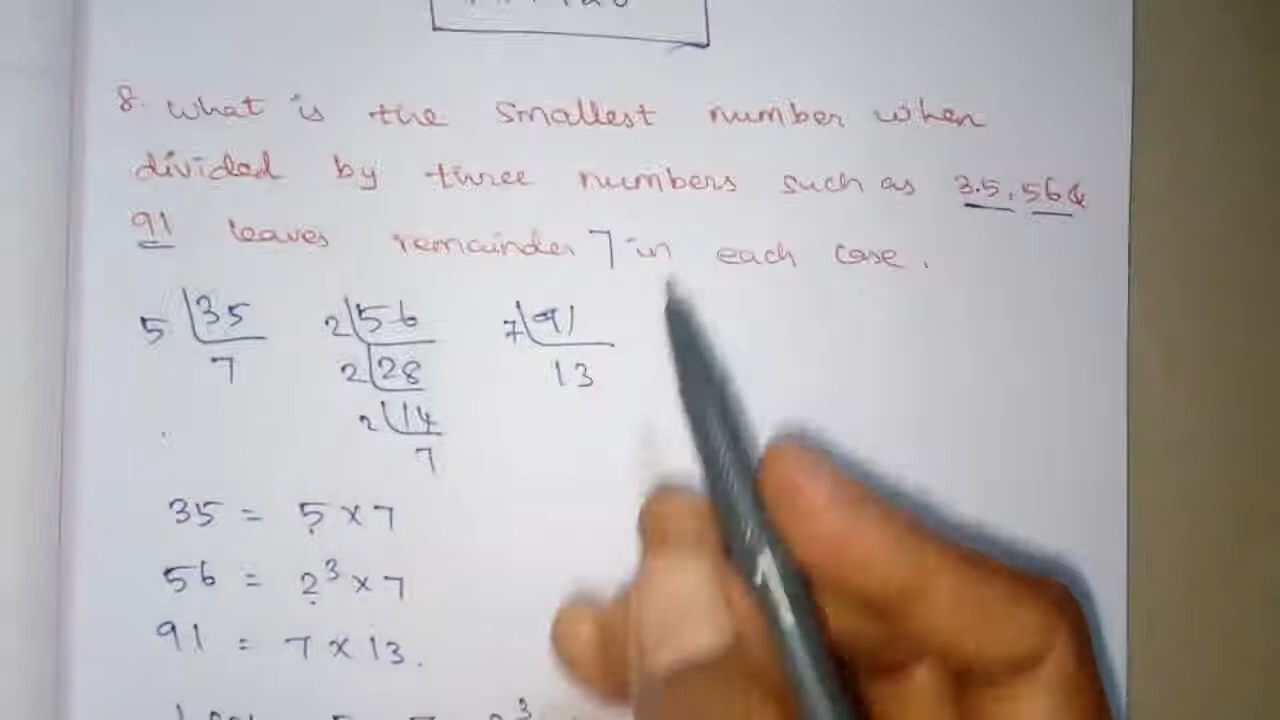 8. What is the smallest number when
divided by three numbers such as 3.5, 56 &
91 leaves remainder 7 in each case.
5 35 2 56 7 91
7 2 28 13
2 14
7
35 = 5 × 7
56 = 2³ × 7
91 = 7 × 13.